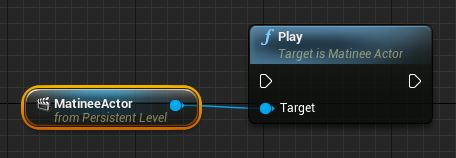 Play
Target is Matinee Actor
MatineeActor
from Persistent Level
Target